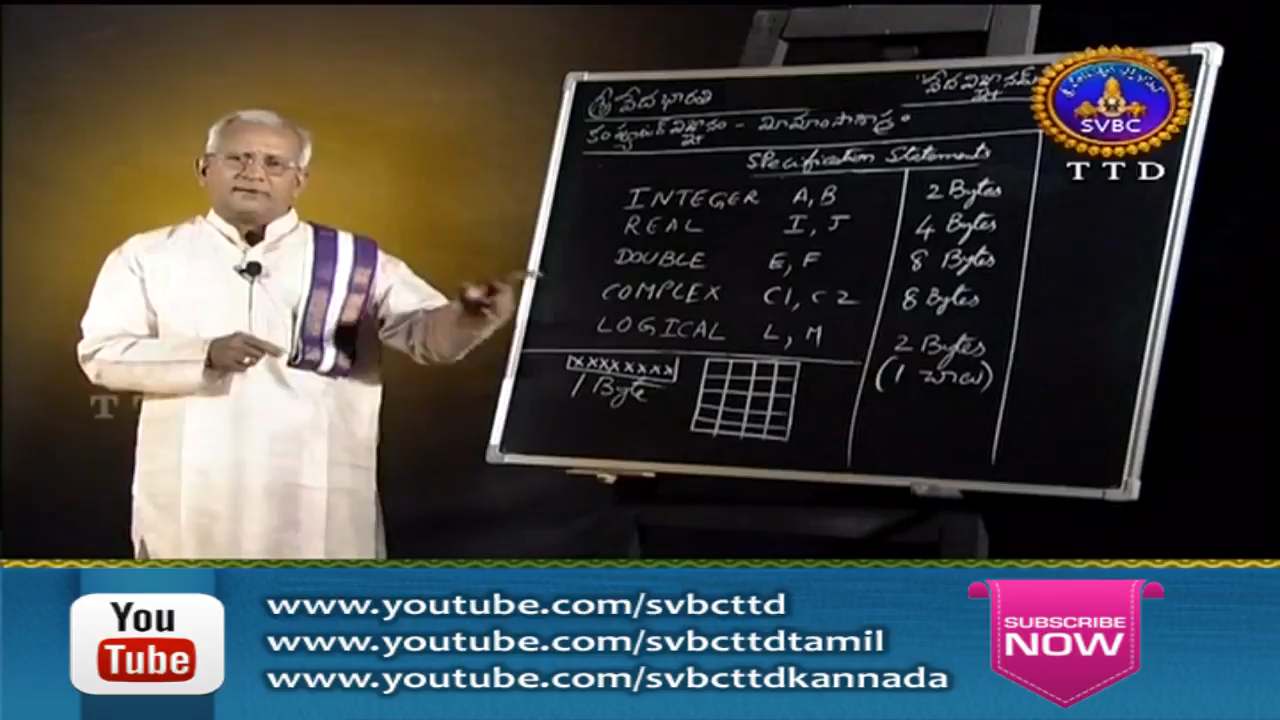 శ్రీ వేద భారతి
వేద విజ్ఞానమ్
కంప్యూటర్ విజ్ఞానం - మీమాంసాశాస్త్రం
Specification Statements
INTEGER A, B 2 Bytes
REAL I, J 4 Bytes
DOUBLE E, F 8 Bytes
COMPLEX C1, C2 8 Bytes
LOGICAL L, M 2 Bytes
xxxxxxxx
1 Byte
SVBC
TTD
You
Tube
www.youtube.com/svbcttd
www.youtube.com/svbcttdtamil
www.youtube.com/svbcttdkannada
SUBSCRIBE
NOW